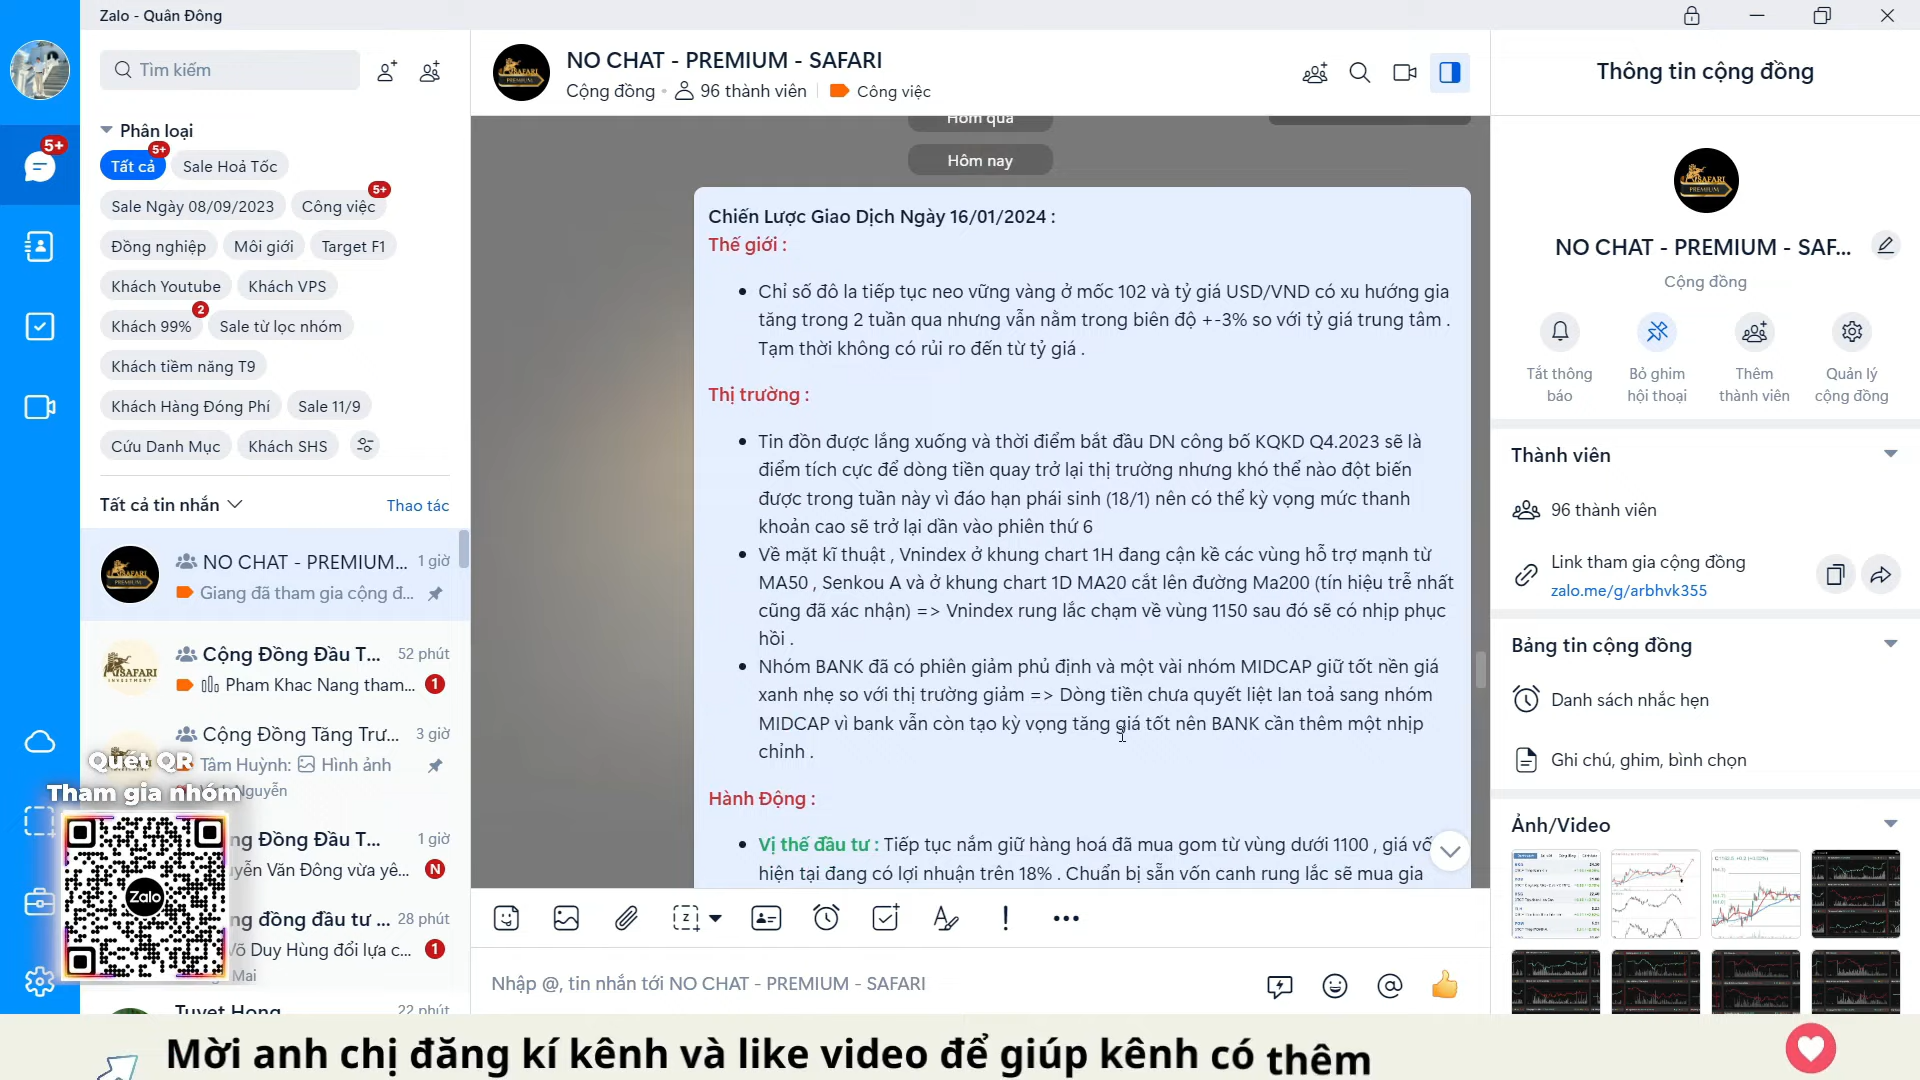 Zalo - Quân Đông
Tìm kiếm
Phân loại
5+
Tất cả
5+
Sale Hoả Tốc
Sale Ngày 08/09/2023
Công việc
5+
Đồng nghiệp
Môi giới
Target F1
Khách Youtube
Khách VPS
Khách 99%
2
Sale từ lọc nhóm
Khách tiềm năng T9
Khách Hàng Đóng Phí
Sale 11/9
Cứu Danh Mục
Khách SHS
Tất cả tin nhắn
Thao tác
NO CHAT - PREMIUM...
1 giờ
Giang đã tham gia cộng đ...
Cộng Đồng Đầu T...
52 phút
Pham Khac Nang tham...
1
Cộng Đồng Tăng Trư...
3 giờ
Tâm Huỳnh: Hình ảnh
Nguyễn
ng Đồng Đầu T...
1 giờ
yễn Văn Đông vừa yê...
N
ng đồng đầu tư ...
28 phút
Võ Duy Hùng đổi lựa c...
1
Mai
Tuyet Hong
22 phút
Quét QR
Tham gia nhóm
Zalo
NO CHAT - PREMIUM - SAFARI
Cộng đồng
96 thành viên
Công việc
Hôm qua
Hôm nay
Chiến Lược Giao Dịch Ngày 16/01/2024 :
Thế giới :
• Chỉ số đô la tiếp tục neo vững vàng ở mốc 102 và tỷ giá USD/VND có xu hướng gia
tăng trong 2 tuần qua nhưng vẫn nằm trong biên độ +-3% so với tỷ giá trung tâm .
Tạm thời không có rủi ro đến từ tỷ giá .
Thị trường :
• Tin đồn được lắng xuống và thời điểm bắt đầu DN công bố KQKD Q4.2023 sẽ là
điểm tích cực để dòng tiền quay trở lại thị trường nhưng khó thể nào đột biến
được trong tuần này vì đáo hạn phái sinh (18/1) nên có thể kỳ vọng mức thanh
khoản cao sẽ trở lại dần vào phiên thứ 6
• Về mặt kĩ thuật , Vnindex ở khung chart 1H đang cận kề các vùng hỗ trợ mạnh từ
MA50 , Senkou A và ở khung chart 1D MA20 cắt lên đường Ma200 (tín hiệu trễ nhất
cũng đã xác nhận) => Vnindex rung lắc chạm về vùng 1150 sau đó sẽ có nhịp phục
hồi .
• Nhóm BANK đã có phiên giảm phủ định và một vài nhóm MIDCAP giữ tốt nền giá
xanh nhẹ so với thị trường giảm => Dòng tiền chưa quyết liệt lan toả sang nhóm
MIDCAP vì bank vẫn còn tạo kỳ vọng tăng giá tốt nên BANK cần thêm một nhịp
chỉnh .
Hành Động :
• Vị thế đầu tư : Tiếp tục nắm giữ hàng hoá đã mua gom từ vùng dưới 1100 , giá vố
hiện tại đang có lợi nhuận trên 18% . Chuẩn bị sẵn vốn canh rung lắc sẽ mua gia
Nhập @, tin nhắn tới NO CHAT - PREMIUM - SAFARI
Thông tin cộng đồng
SAFARI
PREMIUM
NO CHAT - PREMIUM - SAF...
Cộng đồng
Tắt thông
báo
Bỏ ghim
hội thoại
Thêm
thành viên
Quản lý
cộng đồng
Thành viên
96 thành viên
Link tham gia cộng đồng
zalo.me/g/arbhvk355
Bảng tin cộng đồng
Danh sách nhắc hẹn
Ghi chú, ghim, bình chọn
Ảnh/Video
Mời anh chị đăng kí kênh và like video để giúp kênh có thêm